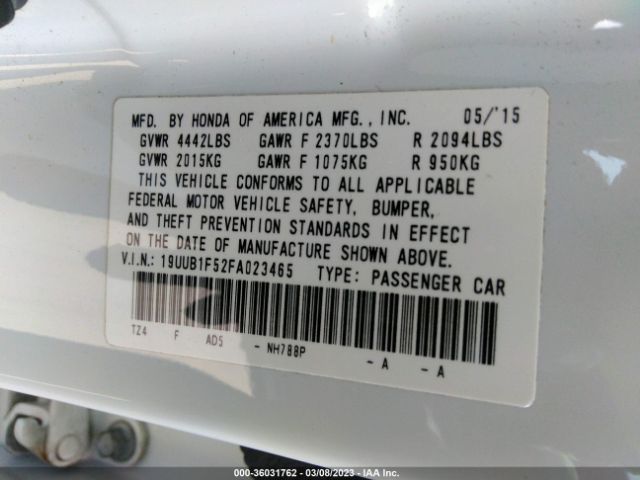 MFD. BY HONDA OF AMERICA MFG., INC. 05/'15
GVWR 4442LBS GAWR F 2370LBS R 2094LBS
GVWR 2015KG GAWR F 1075KG R 950KG
THIS VEHICLE CONFORMS TO ALL APPLICABLE
FEDERAL MOTOR VEHICLE SAFETY, BUMPER,
AND THEFT PREVENTION STANDARDS IN EFFECT
ON THE DATE OF MANUFACTURE SHOWN ABOVE.
V.I.N.: 19UUB1F52FA023465 TYPE: PASSENGER CAR
TZ4 F AD5 - NH788P - A - A
000-36031762 - 03/08/2023 - IAA Inc.